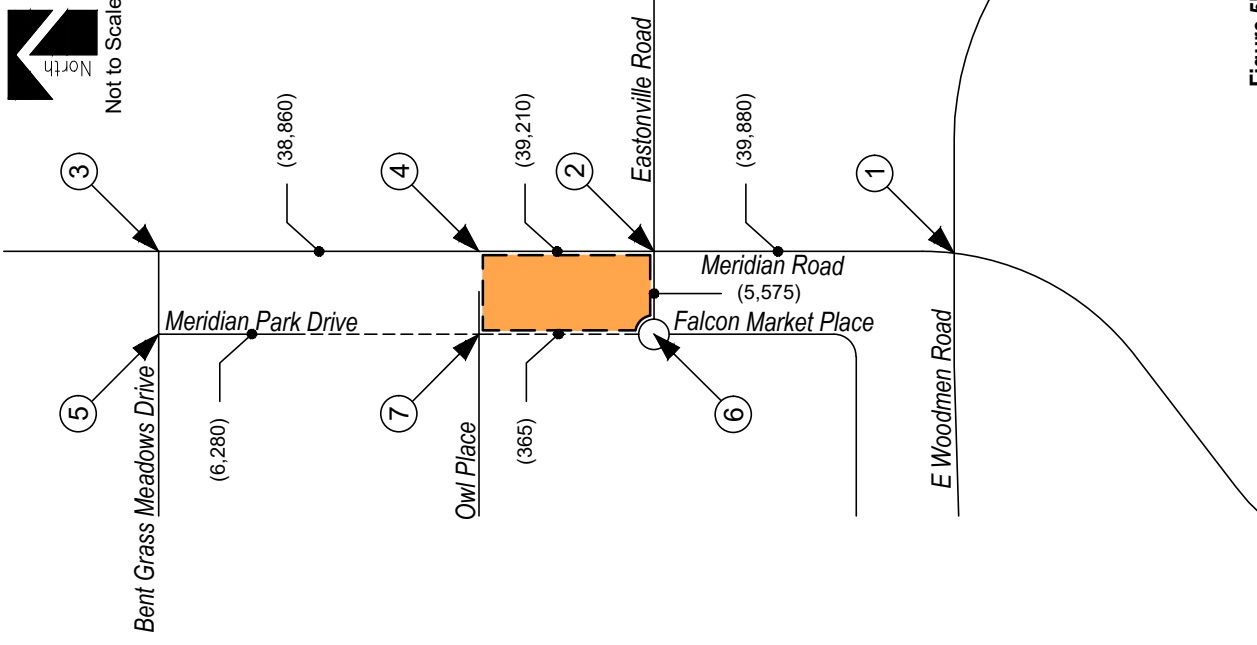 North
Not to Scale
3
(38,860)
4
(39,210)
2
Eastonville Road
(39,880)
1
Meridian Road
(5,575)
Meridian Park Drive
Falcon Market Place
5
Bent Grass Meadows Drive
(6,280)
7
Owl Place
(365)
6
E Woodmen Road